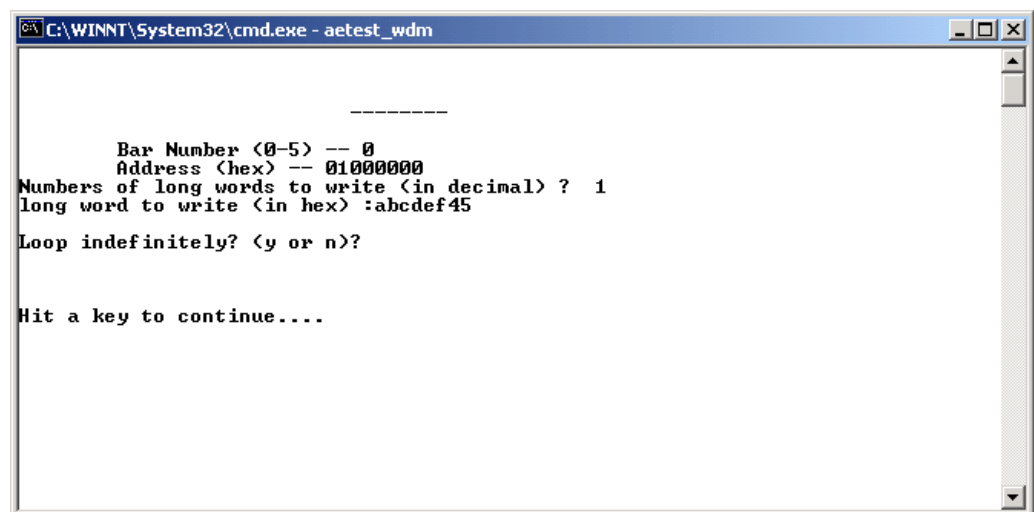 C:\WINNT\System32\cmd.exe - aetest_wdm
--------
Bar Number (0-5) -- 0
Address (hex) -- 01000000
Numbers of long words to write (in decimal) ?  1
long word to write (in hex) :abcdef45
Loop indefinitely? (y or n)?
Hit a key to continue....